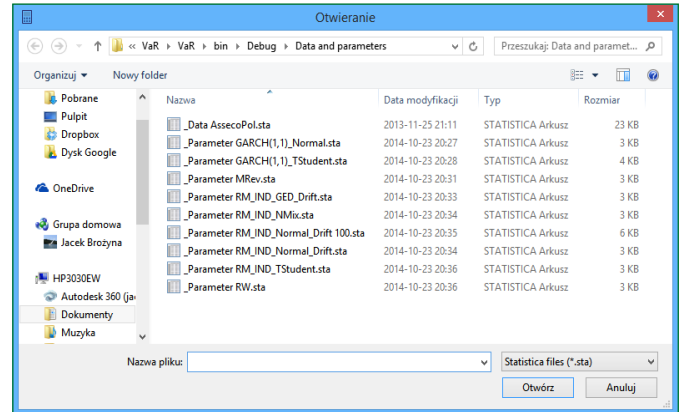 Otwieranie
« VaR ▸ VaR ▸ bin ▸ Debug ▸ Data and parameters
Przeszukaj: Data and paramet...
Organizuj Nowy folder
Nazwa Data modyfikacji Typ Rozmiar
Pobrane
Pulpit
Dropbox
Dysk Google
OneDrive
Grupa domowa
Jacek Brożyna
HP3030EW
Autodesk 360 (ja
Dokumenty
Muzyka
_Data AssecoPol.sta 2013-11-25 21:11 STATISTICA Arkusz 23 KB
_Parameter GARCH(1,1)_Normal.sta 2014-10-23 20:27 STATISTICA Arkusz 3 KB
_Parameter GARCH(1,1)_TStudent.sta 2014-10-23 20:28 STATISTICA Arkusz 4 KB
_Parameter MRev.sta 2014-10-23 20:31 STATISTICA Arkusz 3 KB
_Parameter RM_IND_GED_Drift.sta 2014-10-23 20:33 STATISTICA Arkusz 3 KB
_Parameter RM_IND_NMix.sta 2014-10-23 20:34 STATISTICA Arkusz 3 KB
_Parameter RM_IND_Normal_Drift 100.sta 2014-10-23 20:35 STATISTICA Arkusz 6 KB
_Parameter RM_IND_Normal_Drift.sta 2014-10-23 20:34 STATISTICA Arkusz 3 KB
_Parameter RM_IND_TStudent.sta 2014-10-23 20:36 STATISTICA Arkusz 3 KB
_Parameter RW.sta 2014-10-23 20:36 STATISTICA Arkusz 3 KB
Nazwa pliku: Statistica files (*.sta)
Otwórz Anuluj